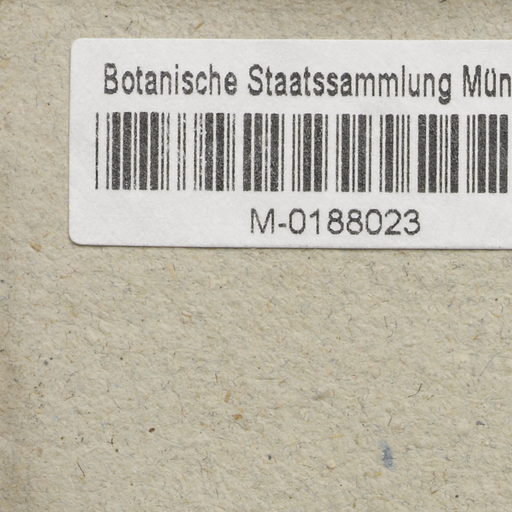 Botanische Staatssammlung Mün
M-0188023